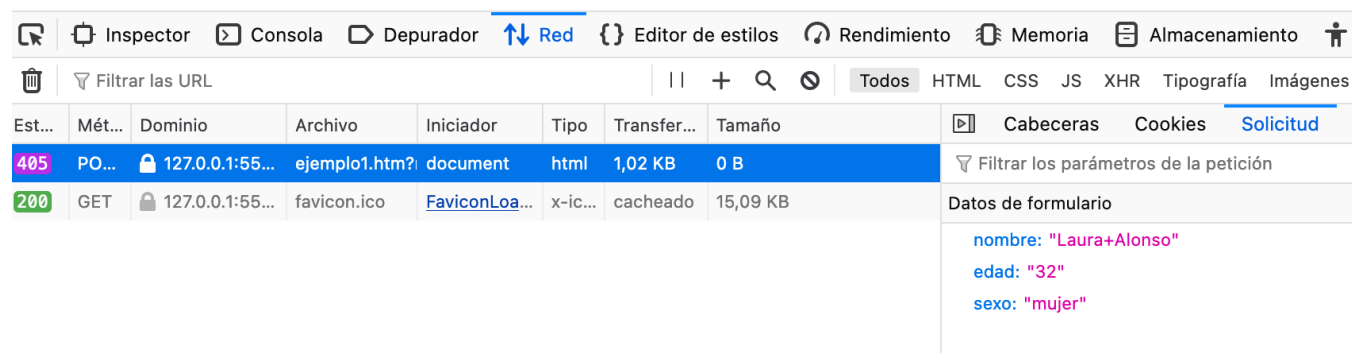 Inspector Consola Depurador Red Editor de estilos Rendimiento Memoria Almacenamiento
Filtrar las URL Todos HTML CSS JS XHR Tipografía Imágenes
Est... Mét... Dominio Archivo Iniciador Tipo Transfer... Tamaño Cabeceras Cookies Solicitud
405 PO... 127.0.0.1:55... ejemplo1.htm? document html 1,02 KB 0 B Filtrar los parámetros de la petición
200 GET 127.0.0.1:55... favicon.ico FaviconLoa... x-ic... cacheado 15,09 KB Datos de formulario
nombre: "Laura+Alonso"
edad: "32"
sexo: "mujer"